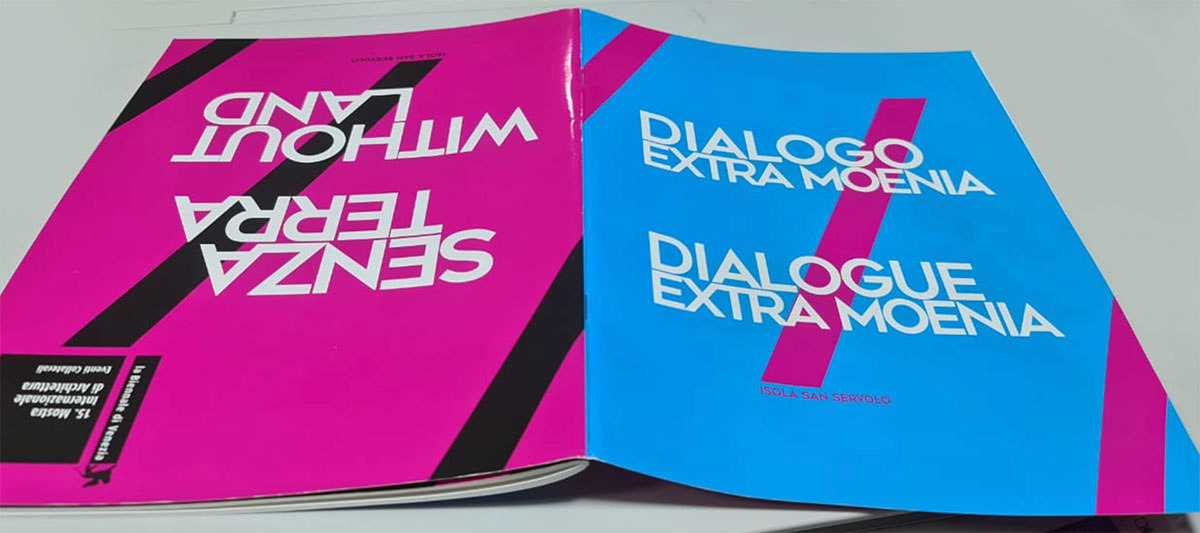 DIALOGO
EXTRA MOENIA
DIALOGUE
EXTRA MOENIA
ISOLA SAN SERVOLO
SENZA
TERRA
WITHOUT
LAND
ISOLA SAN SERVOLO
la Biennale di Venezia
15. Mostra
Internazionale
di Architettura
Eventi Collaterali